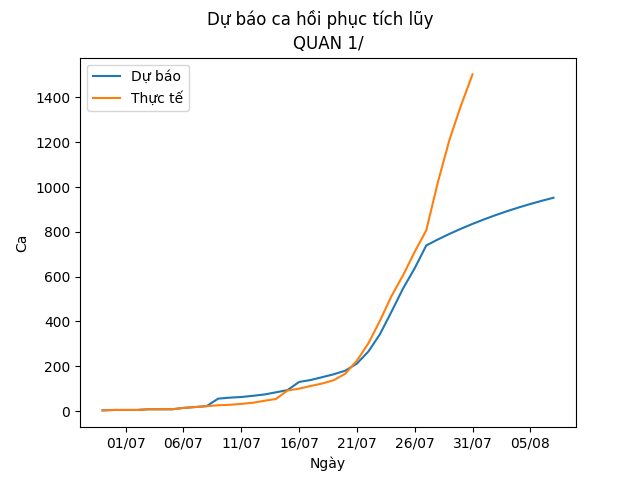 Dự báo ca hồi phục tích lũy
QUAN 1/
Dự báo
Thực tế
1400
1200
1000
800
600
400
200
0
Ca
01/07
06/07
11/07
16/07
21/07
26/07
31/07
05/08
Ngày